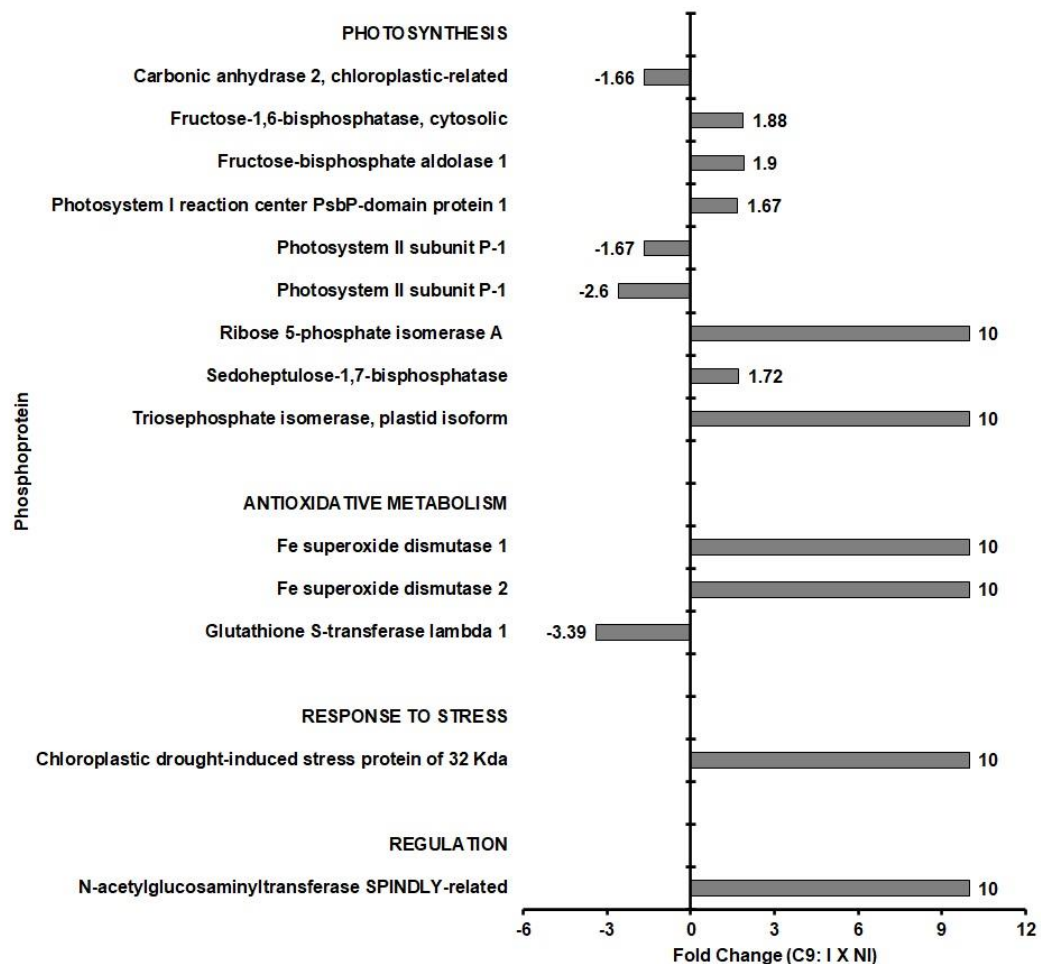 PHOTOSYNTHESIS
Carbonic anhydrase 2, chloroplastic-related -1.66
Fructose-1,6-bisphosphatase, cytosolic 1.88
Fructose-bisphosphate aldolase 1 1.9
Photosystem I reaction center PsbP-domain protein 1 1.67
Photosystem II subunit P-1 -1.67
Photosystem II subunit P-1 -2.6
Ribose 5-phosphate isomerase A 10
Sedoheptulose-1,7-bisphosphatase 1.72
Triosephosphate isomerase, plastid isoform 10
Phosphoprotein
ANTIOXIDATIVE METABOLISM
Fe superoxide dismutase 1 10
Fe superoxide dismutase 2 10
Glutathione S-transferase lambda 1 -3.39
RESPONSE TO STRESS
Chloroplastic drought-induced stress protein of 32 Kda 10
REGULATION
N-acetylglucosaminyltransferase SPINDLY-related 10
-6 -3 0 3 6 9 12
Fold Change (C9: I X NI)